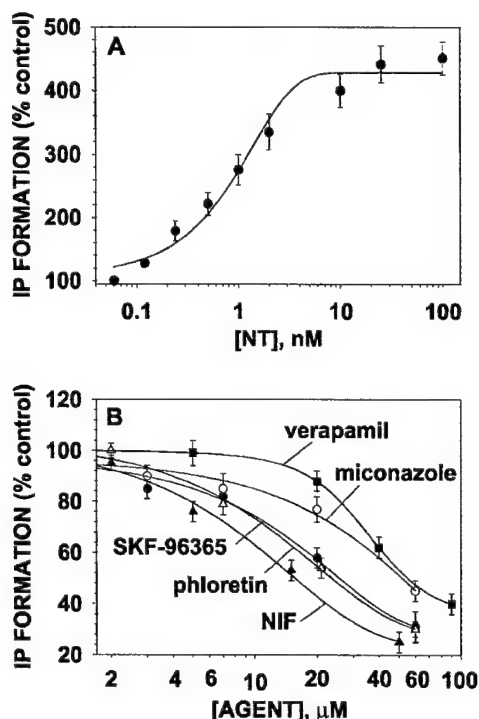 A
IP FORMATION (% control)
500
400
300
200
100
0.1 1 10 100
[NT], nM
B
IP FORMATION (% control)
120
100
80
60
40
20
verapamil
miconazole
SKF-96365
phloretin
NIF
2 4 6 10 20 40 60 100
[AGENT], μM